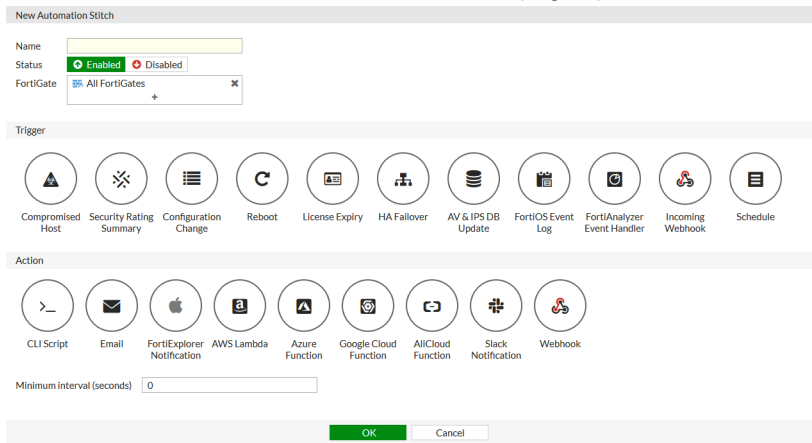 New Automation Stitch
Name
Status Enabled Disabled
FortiGate All FortiGates
+
Trigger
Compromised Host
Security Rating Summary
Configuration Change
Reboot
License Expiry
HA Failover
AV & IPS DB Update
FortiOS Event Log
FortiAnalyzer Event Handler
Incoming Webhook
Schedule
Action
CLI Script
Email
FortiExplorer Notification
AWS Lambda
Azure Function
Google Cloud Function
AliCloud Function
Slack Notification
Webhook
Minimum interval (seconds) 0
OK Cancel